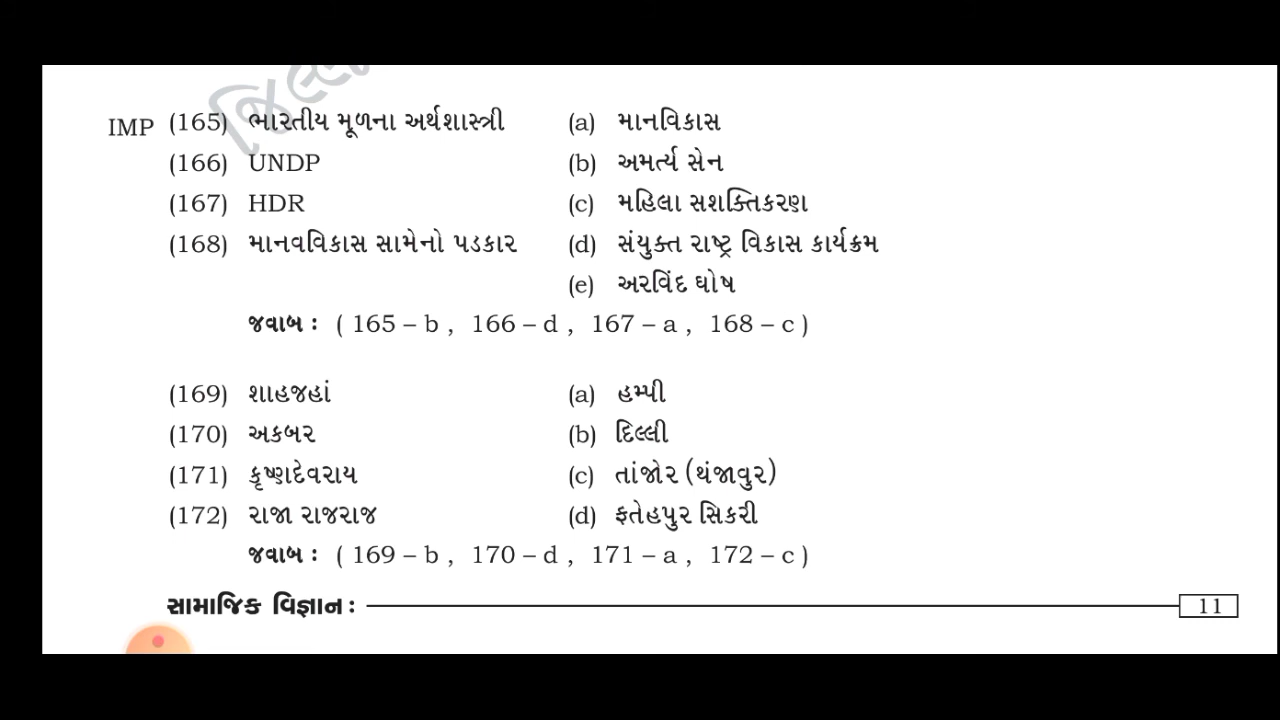 જિલ્લ
IMP (165) ભારતીય મૂળના અર્થશાસ્ત્રી (a) માનવિકાસ
(166) UNDP (b) અમર્ત્ય સેન
(167) HDR (c) મહિલા સશક્તિકરણ
(168) માનવવિકાસ સામેનો પડકાર (d) સંયુક્ત રાષ્ટ્ર વિકાસ કાર્યક્રમ
(e) અરવિંદ ઘોષ
જવાબ : ( 165 – b , 166 – d , 167 – a , 168 – c )
(169) શાહજહાં (a) હમ્પી
(170) અકબર (b) દિલ્લી
(171) કૃષ્ણદેવરાય (c) તાંજોર (થંજાવુર)
(172) રાજા રાજરાજ (d) ફતેહપુર સિકરી
જવાબ : ( 169 – b , 170 – d , 171 – a , 172 – c )
સામાજિક વિજ્ઞાન : 11